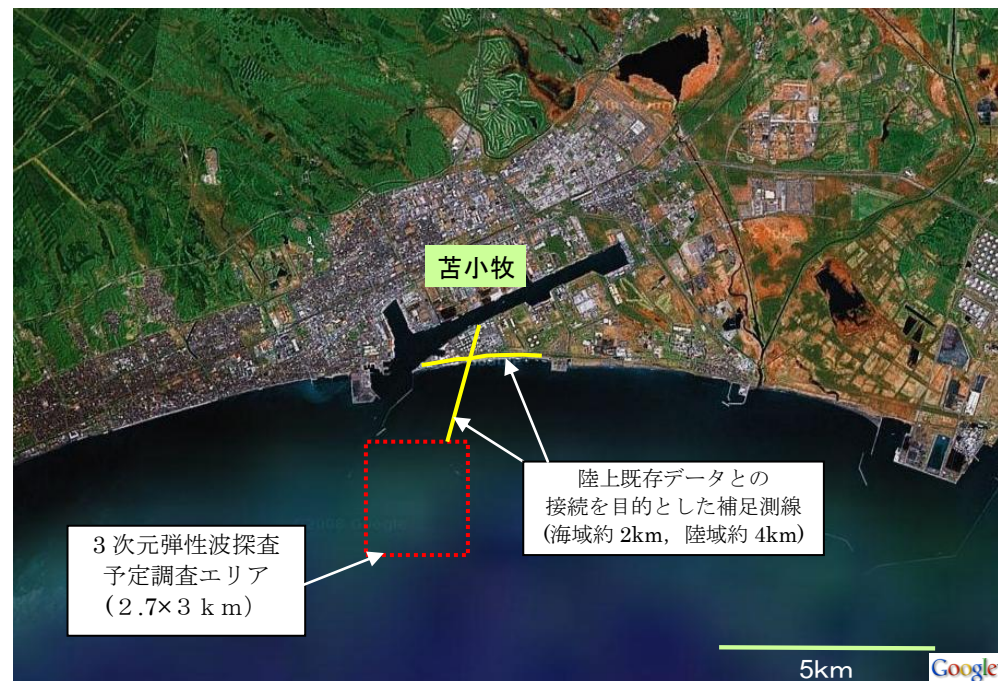 苫小牧
陸上既存データとの
接続を目的とした補足測線
(海域約 2km，陸域約 4km)
３次元弾性波探査
予定調査エリア
（２.7×３ｋｍ）
5km
Google